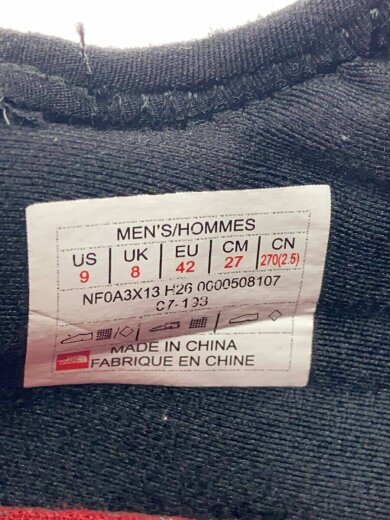 MEN'S/HOMMES
US UK EU CM CN
9 8 42 27 270(2.5)
NF0A3X13 H26 0000508107
07-193
MADE IN CHINA
FABRIQUE EN CHINE